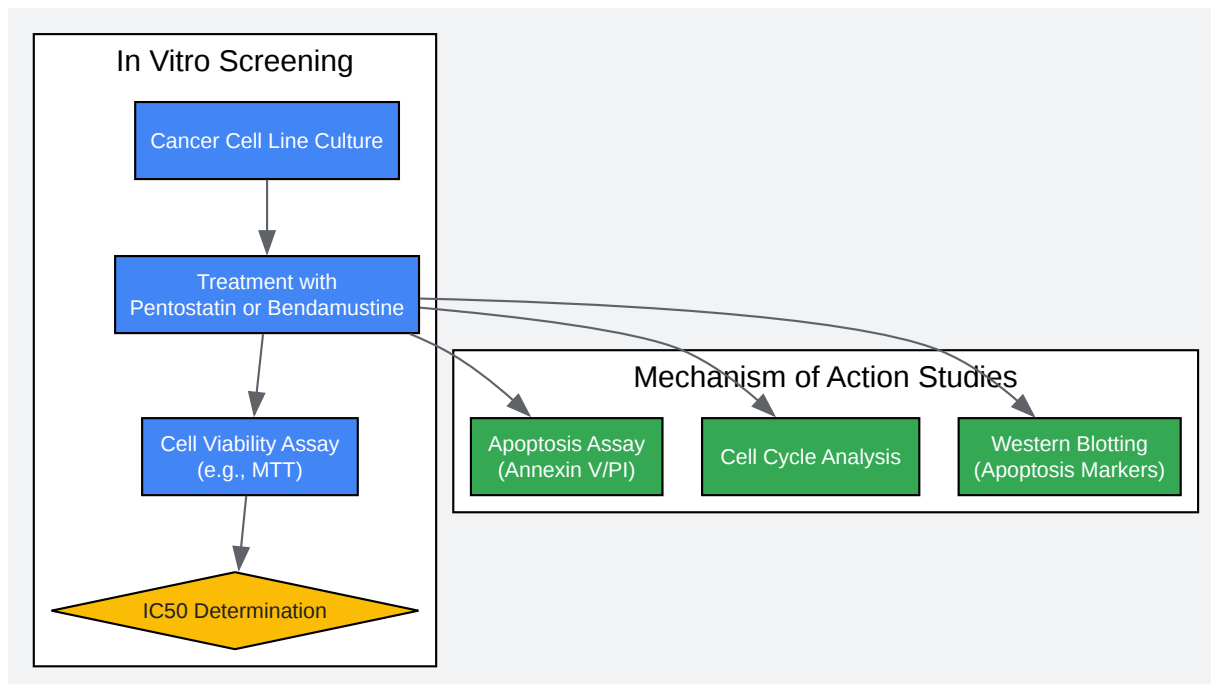 In Vitro Screening
Cancer Cell Line Culture
Treatment with
Pentostatin or Bendamustine
Cell Viability Assay
(e.g., MTT)
IC50 Determination
Mechanism of Action Studies
Apoptosis Assay
(Annexin V/PI)
Cell Cycle Analysis
Western Blotting
(Apoptosis Markers)